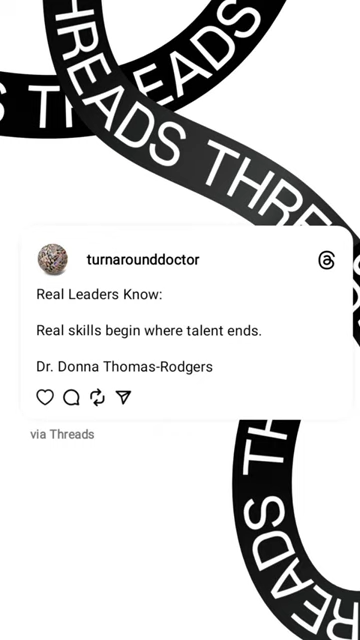 THREADS
S THREADS
THREADS
turnarounddoctor
Real Leaders Know:
Real skills begin where talent ends.
Dr. Donna Thomas-Rodgers
via Threads
THREADS